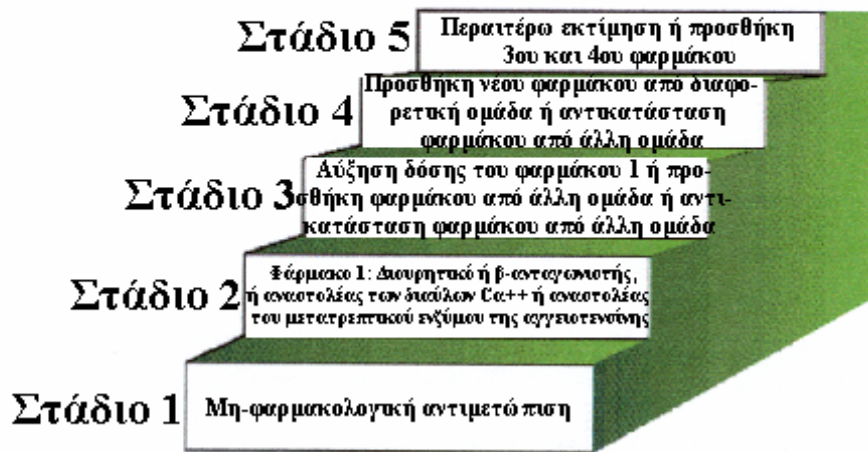 Στάδιο 5
Περαιτέρω εκτίμηση ή προσθήκη
3ου και 4ου φαρμάκου
Στάδιο 4
Προσθήκη νέου φαρμάκου από διαφο-
ρετική ομάδα ή αντικατάσταση
φαρμάκου από άλλη ομάδα
Στάδιο 3
Αύξηση δόσης του φαρμάκου 1 ή προ-
σθήκη φαρμάκου από άλλη ομάδα ή αντι-
κατάσταση φαρμάκου από άλλη ομάδα
Στάδιο 2
Φάρμακο 1: Διουρητικό ή β-ανταγωνιστής,
ή αναστολέας των διαύλων Ca++ ή αναστολέας
του μετατρεπτικού ενζύμου της αγγειοτενσίνης
Στάδιο 1
Μη-φαρμακολογική αντιμετώπιση